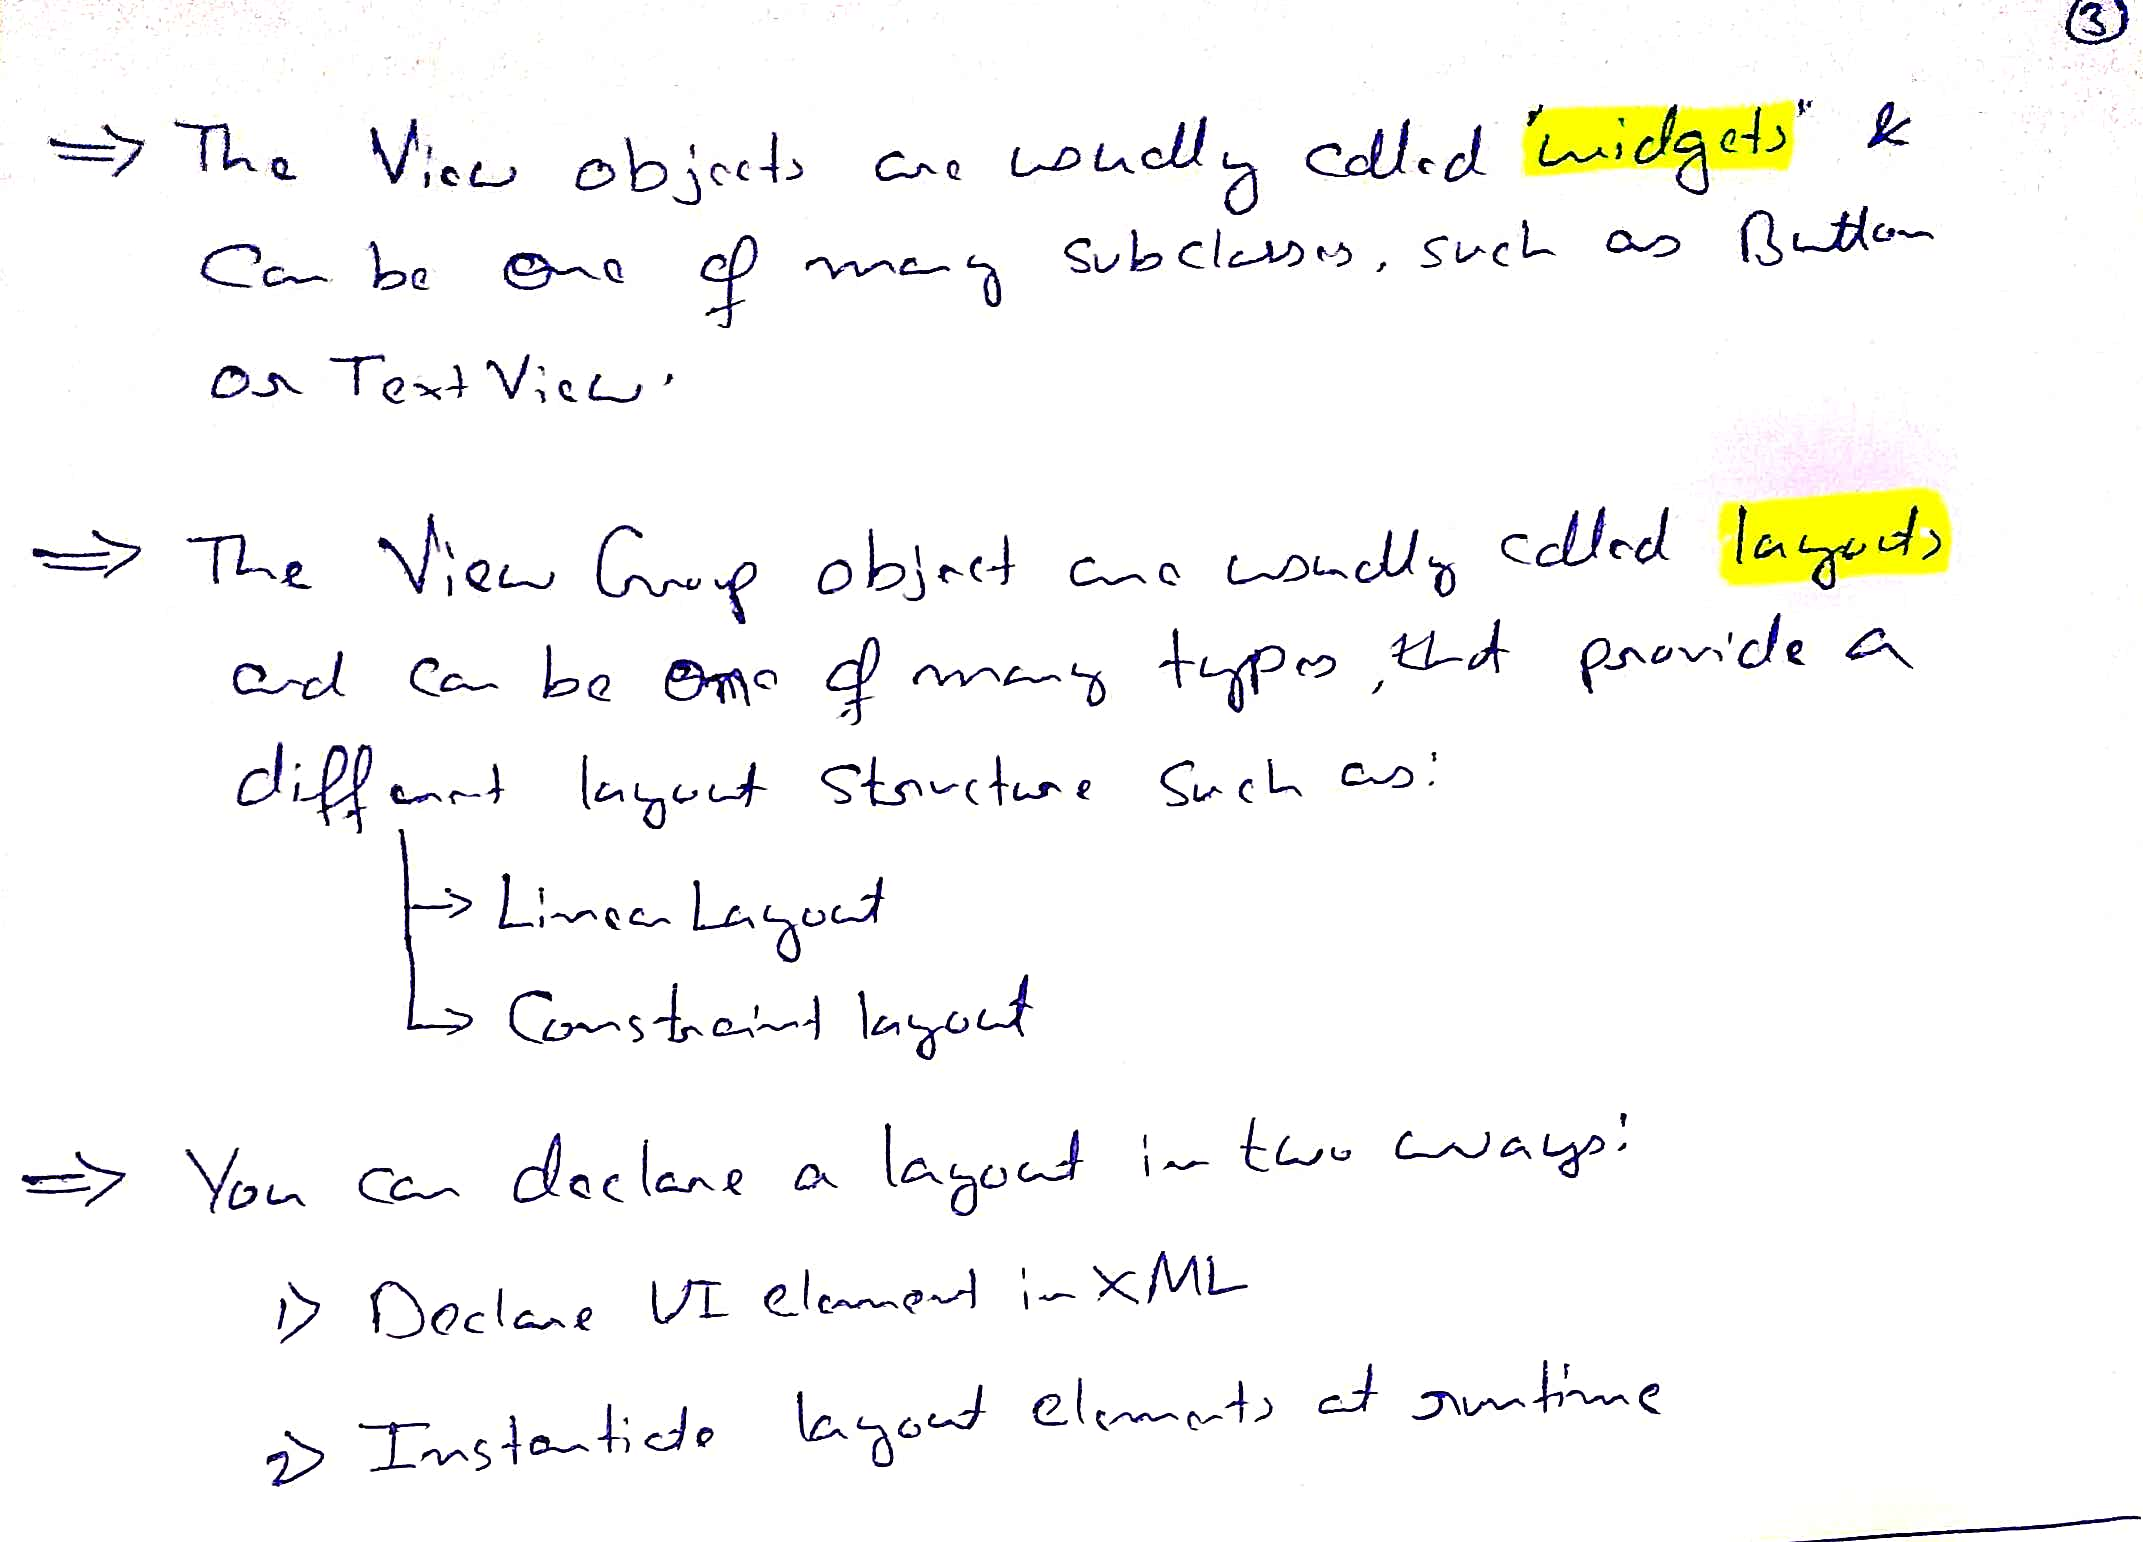 ③
⇒ The View objects are usually called "widgets" &
Can be one of many subclasses, such as Button
or TextView.
⇒ The View Group object are usually called layouts
and can be one of many types, that provide a
different layout structure such as:
→ Linear Layout
→ Constraint layout
⇒ You can declare a layout in two ways:
1) Declare UI element in XML
2) Instantiate layout elements at runtime